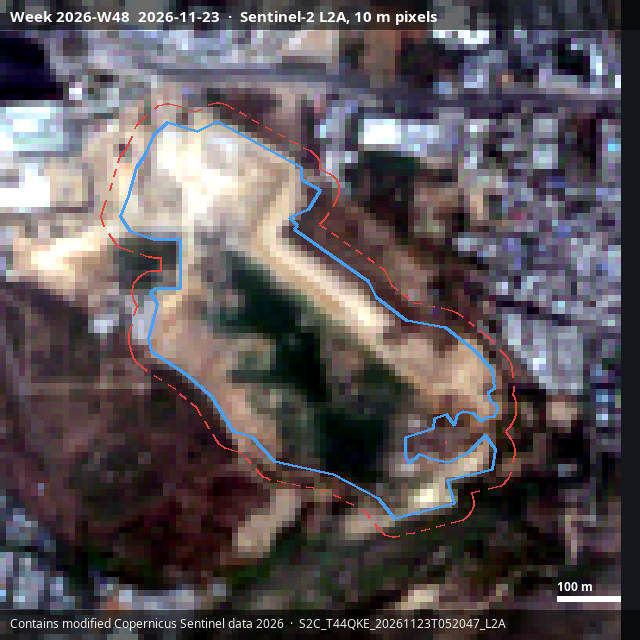 Week 2026-W48 2026-11-23 · Sentinel-2 L2A, 10 m pixels
100 m
Contains modified Copernicus Sentinel data 2026 · S2C_T44QKE_20261123T052047_L2A